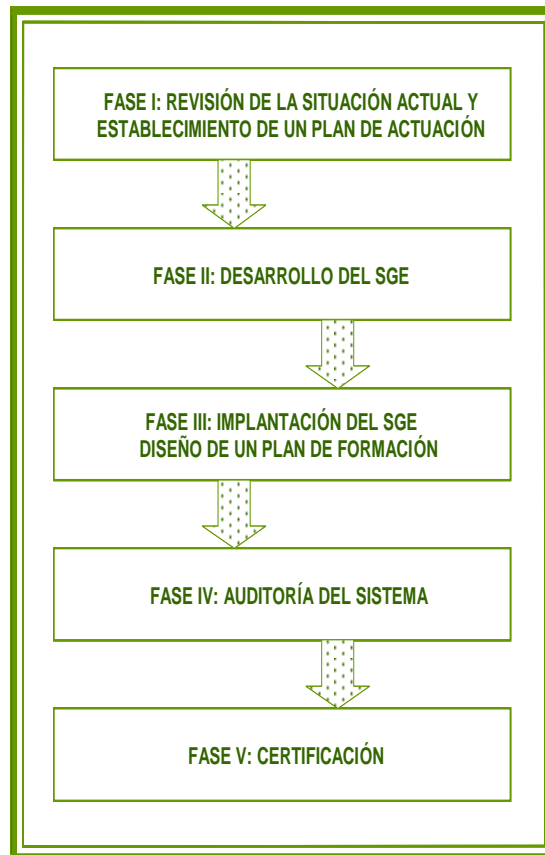 FASE I: REVISIÓN DE LA SITUACIÓN ACTUAL Y
ESTABLECIMIENTO DE UN PLAN DE ACTUACIÓN
FASE II: DESARROLLO DEL SGE
FASE III: IMPLANTACIÓN DEL SGE
DISEÑO DE UN PLAN DE FORMACIÓN
FASE IV: AUDITORÍA DEL SISTEMA
FASE V: CERTIFICACIÓN